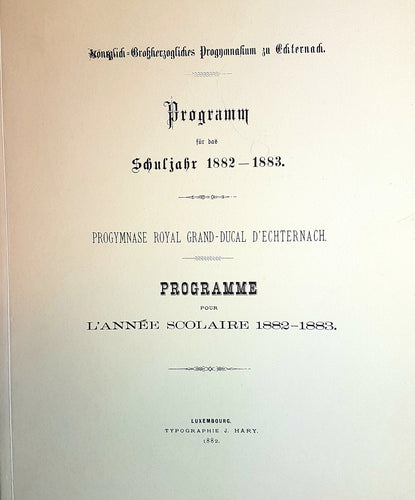 Königlich-Großherzogliches Progymnasium zu Echternach.
Programm
für das
Schuljahr 1882–1883.
PROGYMNASE ROYAL GRAND-DUCAL D'ECHTERNACH.
PROGRAMME
POUR
L'ANNÉE SCOLAIRE 1882–1883.
LUXEMBOURG.
TYPOGRAPHIE J. HARY.
1882.